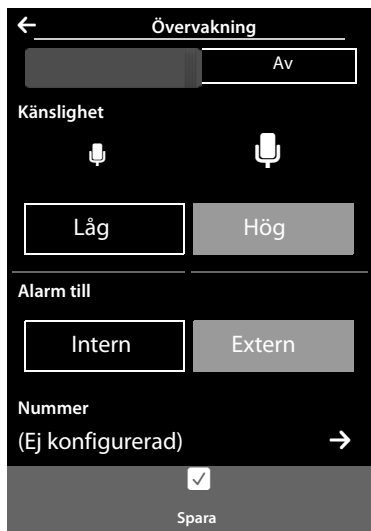 Övervakning
Av
Känslighet
Låg Hög
Alarm till
Intern Extern
Nummer
(Ej konfigurerad)
Spara